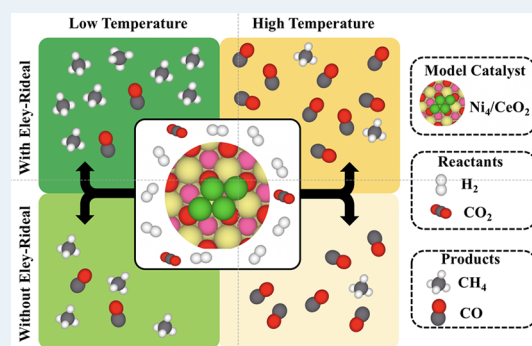 Low Temperature
High Temperature
With Eley-Rideal
Without Eley-Rideal
Model Catalyst
Ni₄/CeO₂
Reactants
H₂
CO₂
Products
CH₄
CO